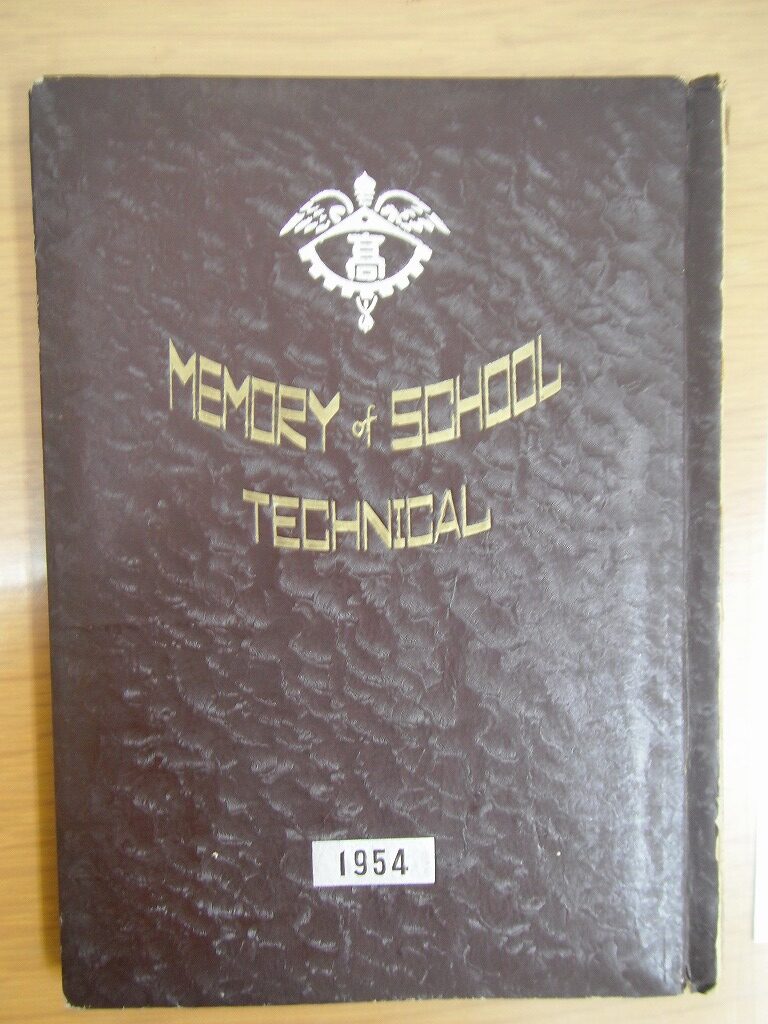 高
MEMORY of SCHOOL
TECHNICAL
1954